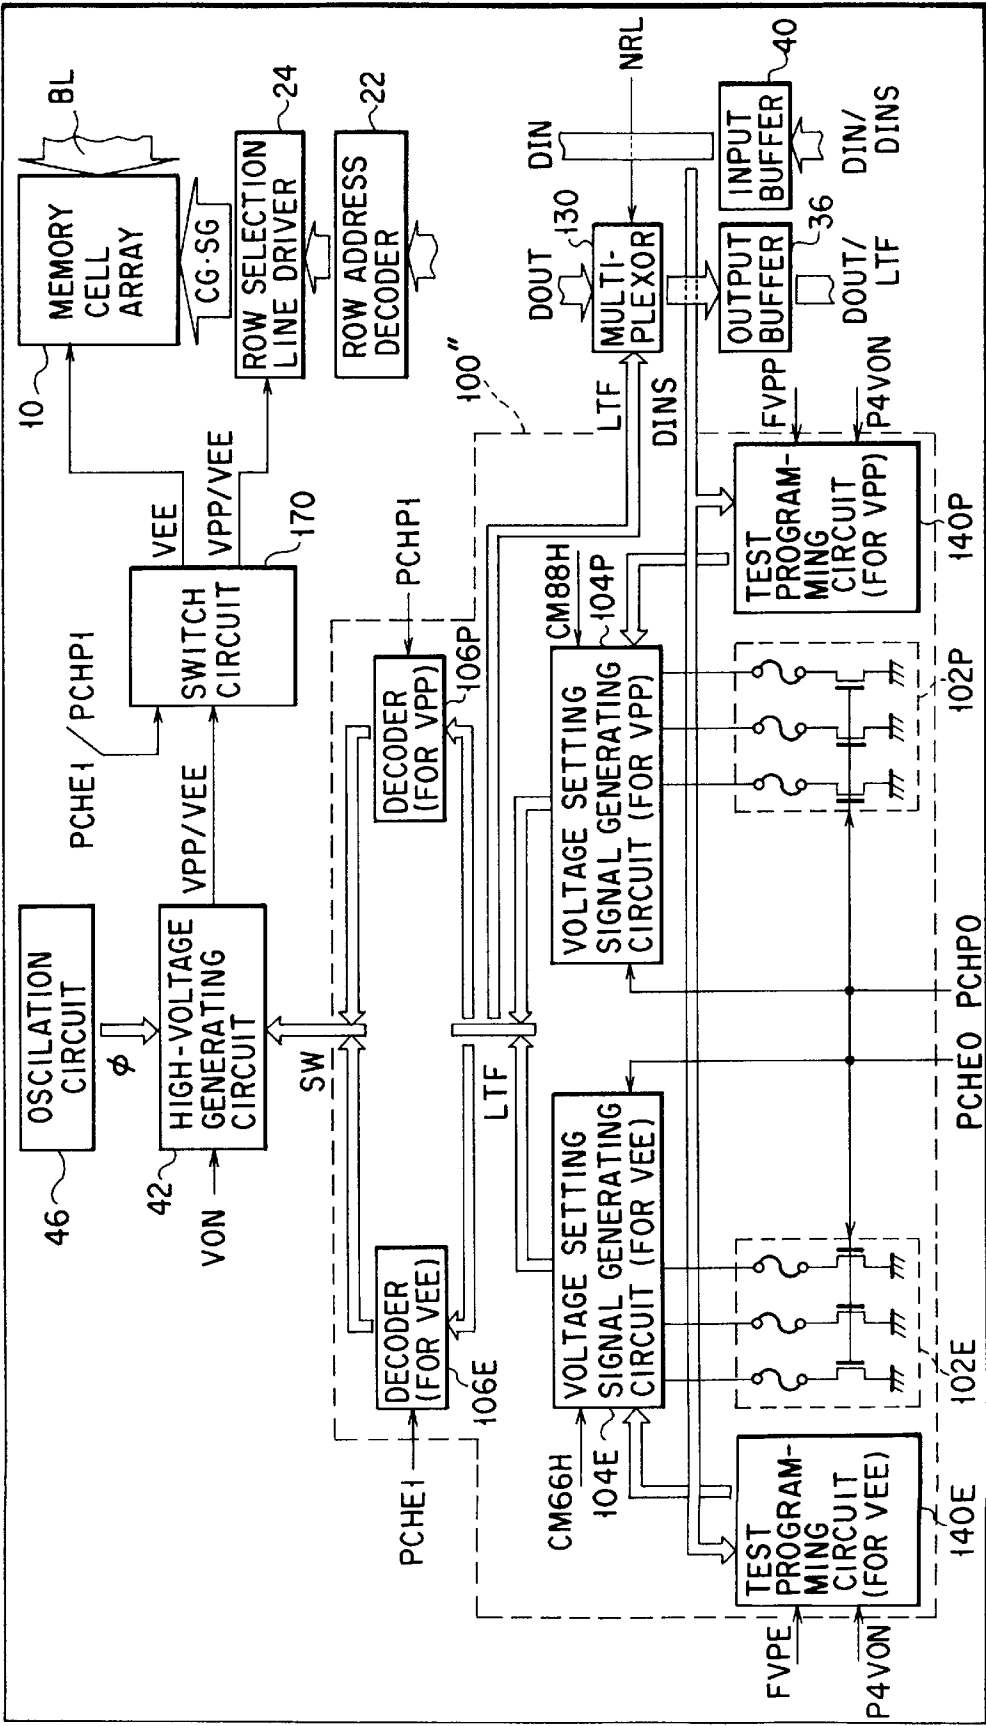 OSCILATION
CIRCUIT
46
φ
HIGH-VOLTAGE
GENERATING
CIRCUIT
42
VON
VPP/VEE
PCHE1/PCHP1
SWITCH
CIRCUIT
170
VEE
VPP/VEE
MEMORY
CELL
ARRAY
10
BL
CG·SG
ROW SELECTION
LINE DRIVER
24
ROW ADDRESS
DECODER
22
SW
DECODER
(FOR VEE)
106E
PCHE1
DECODER
(FOR VPP)
106P
PCHP1
100"
LTF
LTF
DINS
VOLTAGE SETTING
SIGNAL GENERATING
CIRCUIT (FOR VEE)
CM66H
104E
VOLTAGE SETTING
SIGNAL GENERATING
CIRCUIT (FOR VPP)
CM88H
104P
DOUT
MULTI-
PLEXOR
130
DIN
NRL
OUTPUT
BUFFER
36
DOUT/
LTF
INPUT
BUFFER
40
DIN/
DINS
TEST
PROGRAM-
MING
CIRCUIT
(FOR VEE)
140E
FVPE
P4VON
102E
PCHE0
PCHP0
102P
TEST
PROGRAM-
MING
CIRCUIT
(FOR VPP)
140P
FVPP
P4VON